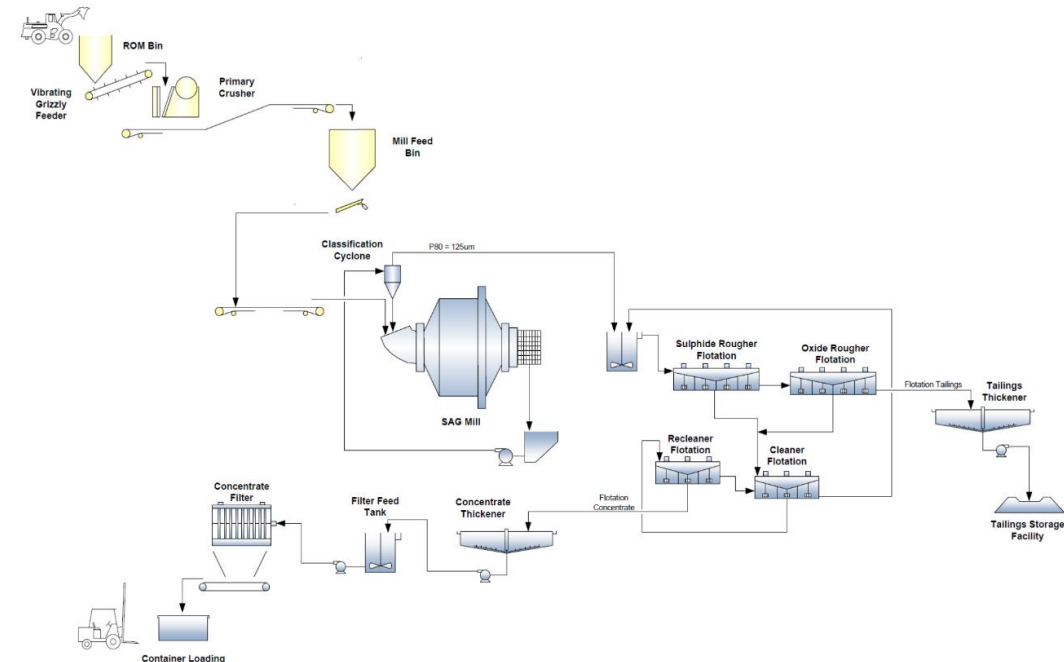 ROM Bin
Vibrating
Grizzly
Feeder
Primary
Crusher
Mill Feed
Bin
Classification
Cyclone
P80 = 125um
SAG Mill
Sulphide Rougher
Flotation
Oxide Rougher
Flotation
Flotation Tailings
Tailings
Thickener
Recleaner
Flotation
Cleaner
Flotation
Tailings Storage
Facility
Concentrate
Filter
Filter Feed
Tank
Concentrate
Thickener
Flotation
Concentrate
Container Loading